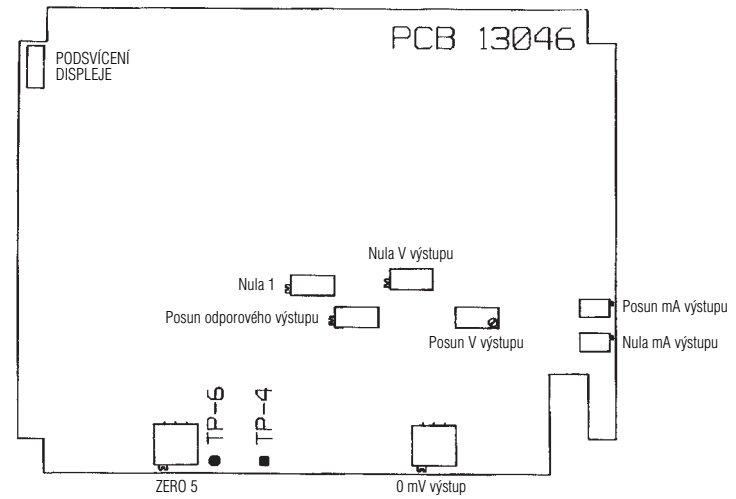 PCB 13046
PODSVÍCENÍ
DISPLEJE
Nula V výstupu
Nula 1
Posun odporového výstupu
Posun V výstupu
Posun mA výstupu
Nula mA výstupu
TP-6
TP-4
ZERO 5
0 mV výstup